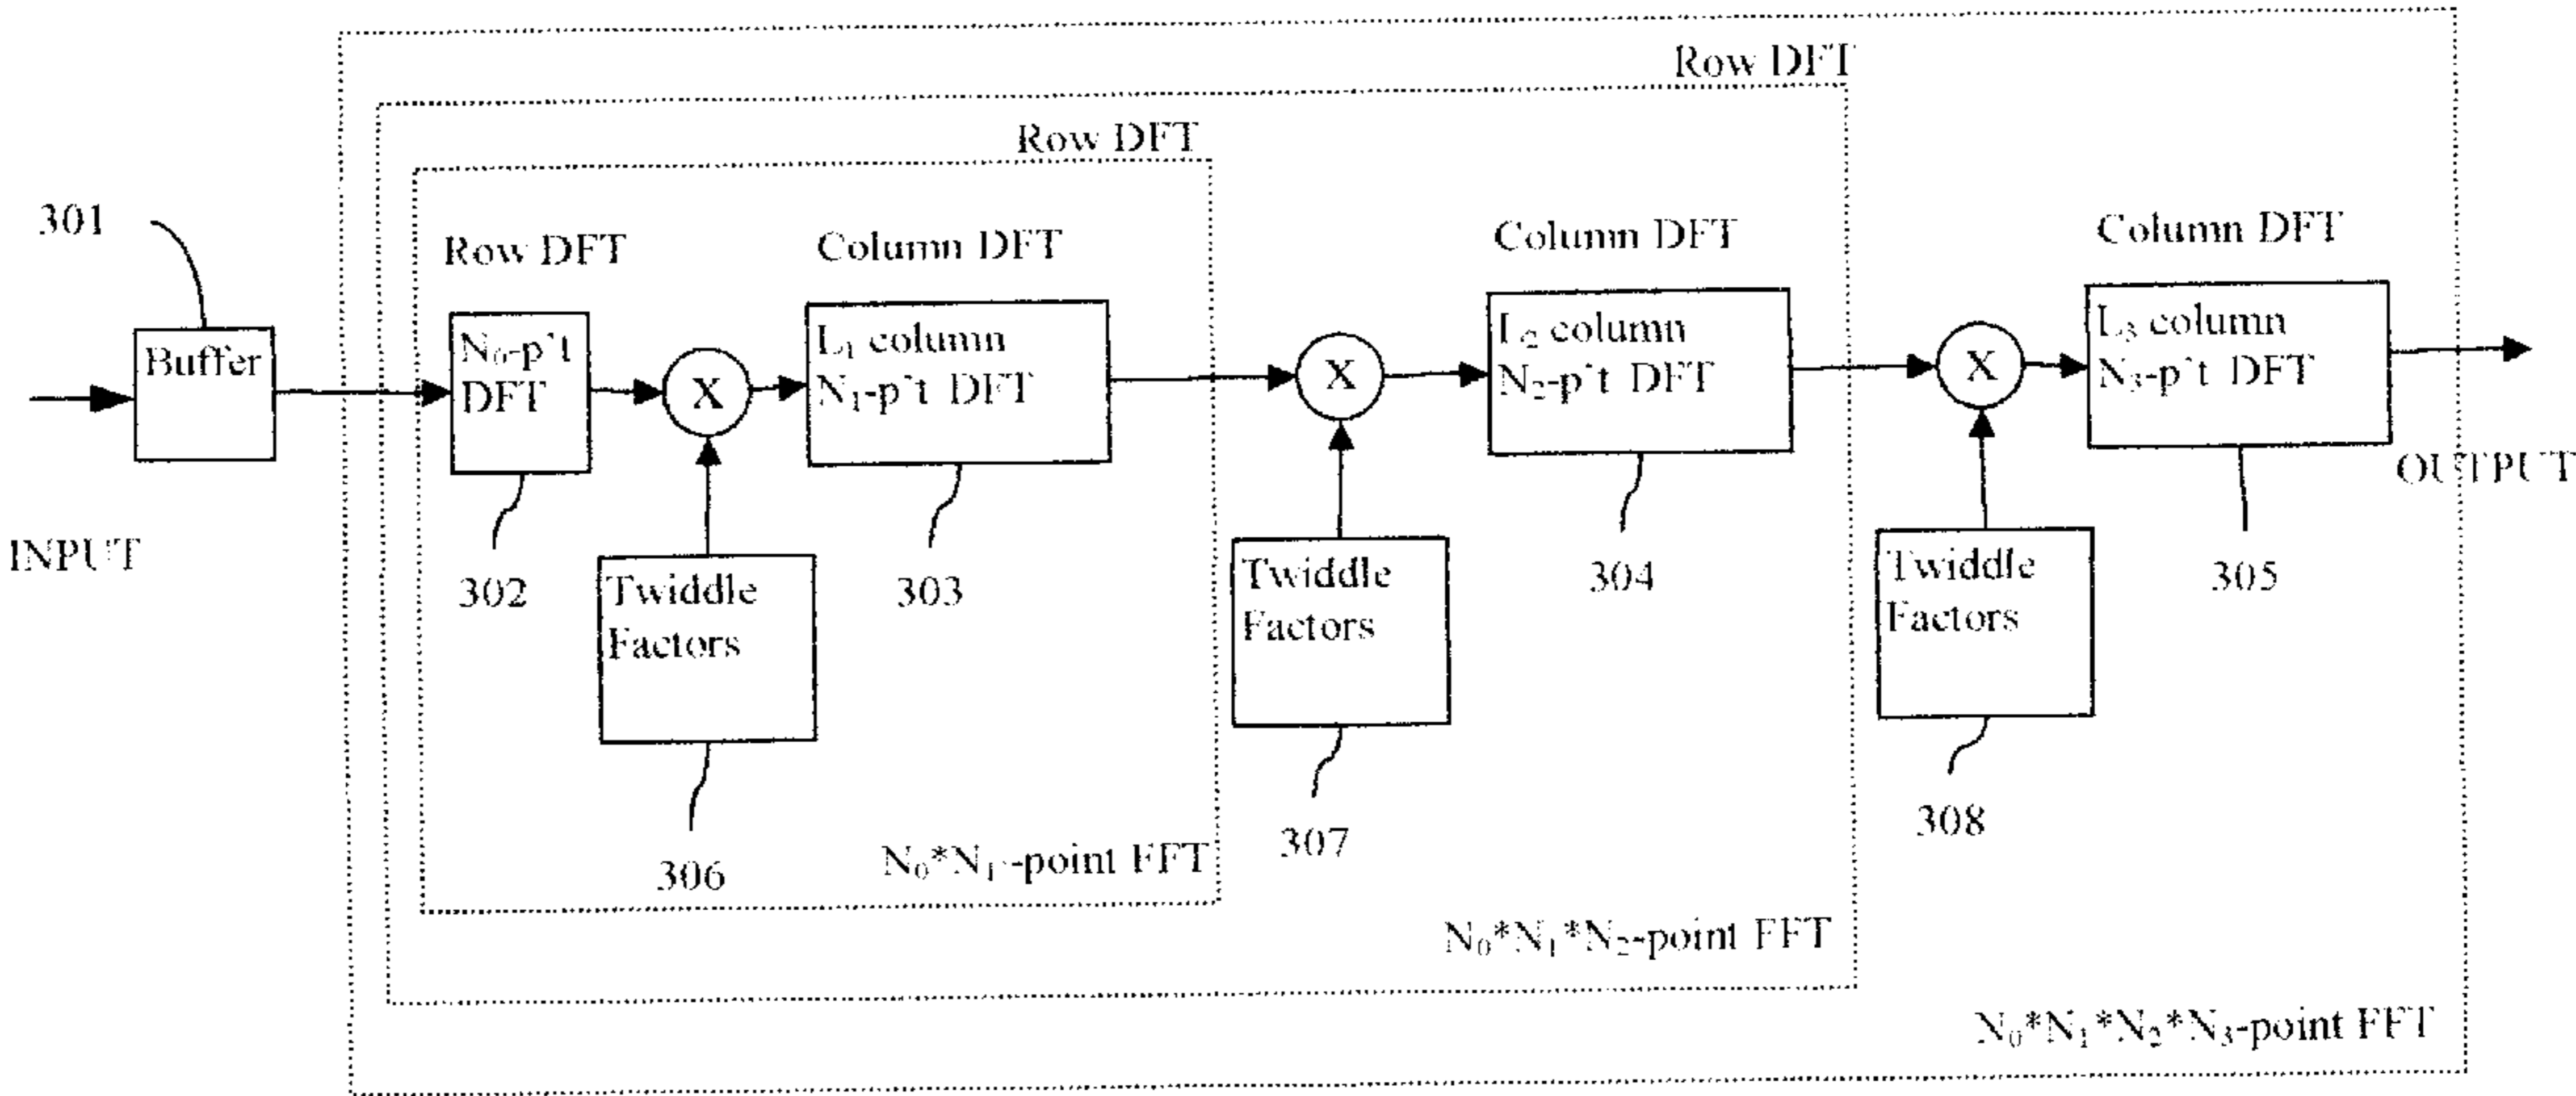 Row DFT
Row DFT
301
Row DFT
Column DFT
Column DFT
Column DFT
Buffer
N₀-p't
DFT
X
L₁ column
N₁-p't DFT
X
L₂ column
N₂-p't DFT
X
L₃ column
N₃-p't DFT
INPUT
OUTPUT
302
303
304
305
Twiddle
Factors
Twiddle
Factors
Twiddle
Factors
306
307
308
N₀*N₁-point FFT
N₀*N₁*N₂-point FFT
N₀*N₁*N₂*N₃-point FFT